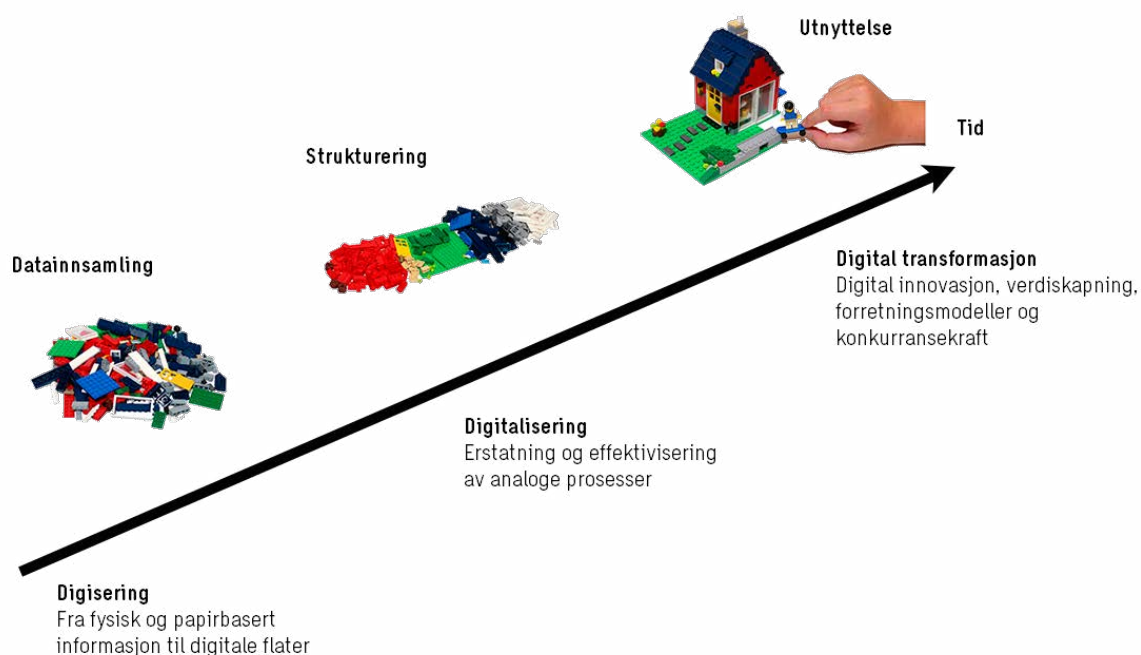 Utnyttelse
Tid
Strukturering
Datainnsamling
Digital transformasjon
Digital innovasjon, verdiskapning,
forretningsmodeller og
konkurransekraft
Digitalisering
Erstatning og effektivisering
av analoge prosesser
Digisering
Fra fysisk og papirbasert
informasjon til digitale flater